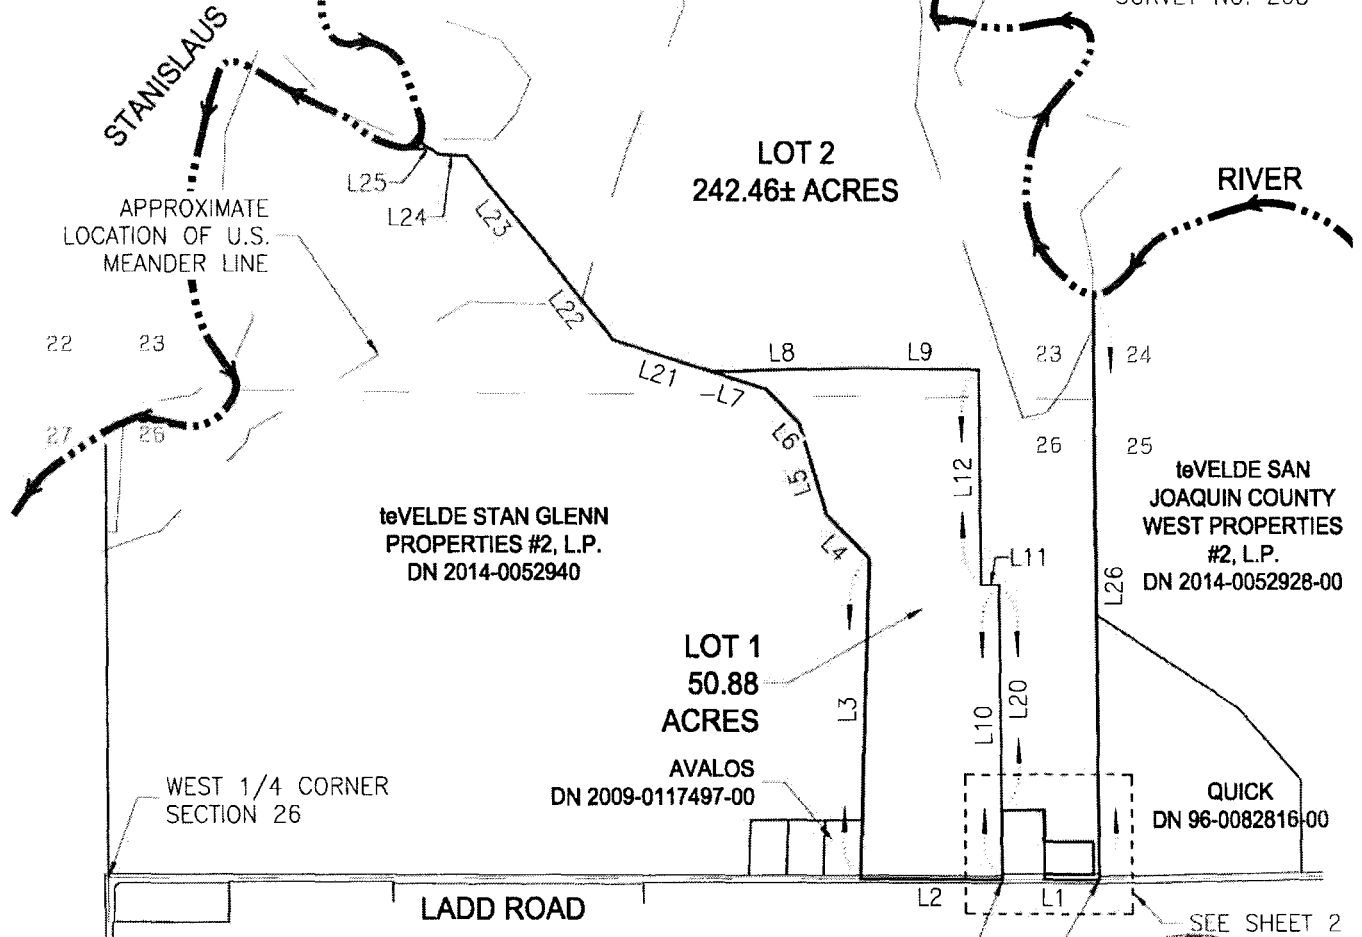 SURVEY NO. 208
STANISLAUS
LOT 2
242.46± ACRES
RIVER
L25
L24
L23
APPROXIMATE
LOCATION OF U.S.
MEANDER LINE
L22
22
23
L8
L9
23
24
L21
L7
27
26
L6
26
25
L5
L12
teVELDE SAN
JOAQUIN COUNTY
WEST PROPERTIES
#2, L.P.
DN 2014-0052928-00
teVELDE STAN GLENN
PROPERTIES #2, L.P.
DN 2014-0052940
L4
L11
L26
LOT 1
50.88
ACRES
L3
L10
L20
AVALOS
DN 2009-0117497-00
WEST 1/4 CORNER
SECTION 26
QUICK
DN 96-0082816-00
LADD ROAD
L2
L1
SEE SHEET 2